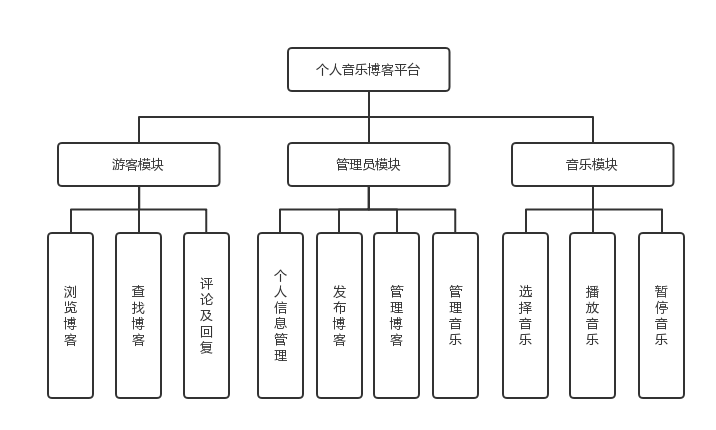 个人音乐博客平台
游客模块
管理员模块
音乐模块
浏览博客
查找博客
评论及回复
个人信息管理
发布博客
管理博客
管理音乐
选择音乐
播放音乐
暂停音乐